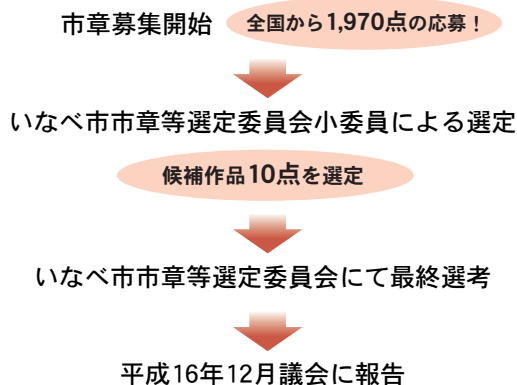 市章募集開始 全国から1,970点の応募！
いなべ市市章等選定委員会小委員による選定
候補作品10点を選定
いなべ市市章等選定委員会にて最終選考
平成16年12月議会に報告